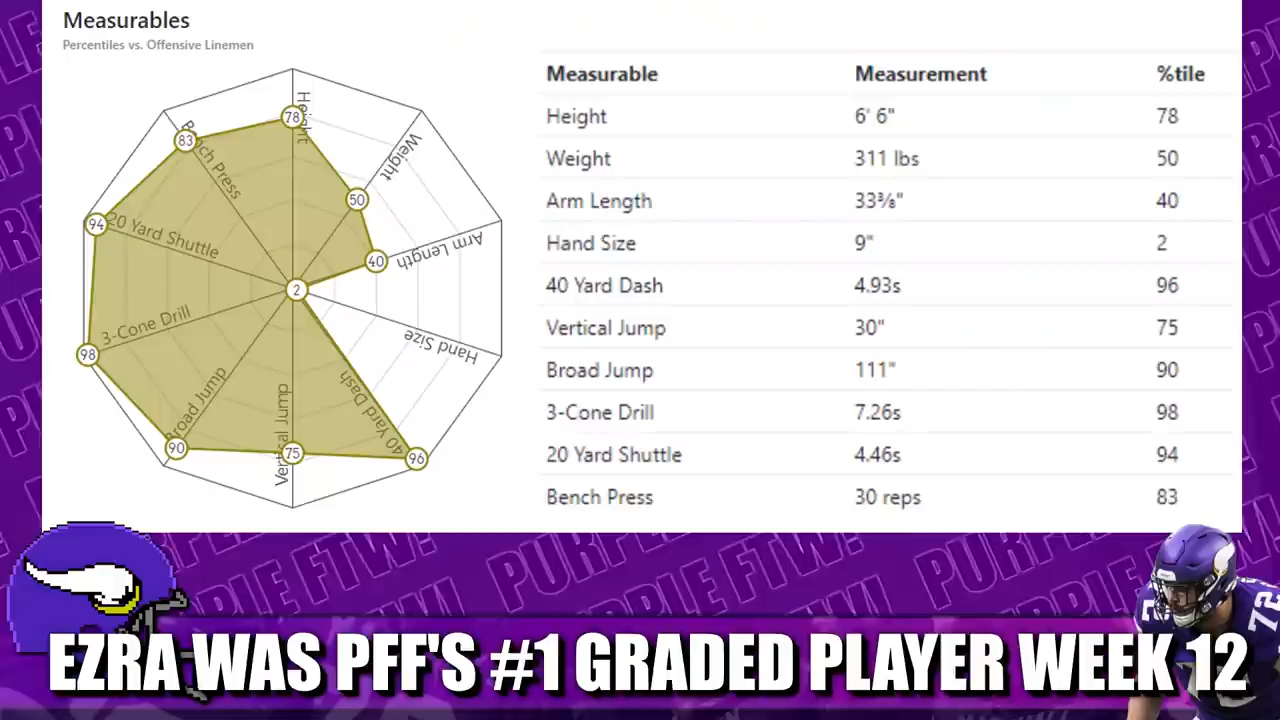 Measurables
Percentiles vs. Offensive Linemen
Height
Weight
Arm Length
Hand Size
40 Yard Dash
Vertical Jump
Broad Jump
3-Cone Drill
20 Yard Shuttle
Bench Press
78
50
40
2
96
75
90
98
94
83
Measurable Measurement %tile
Height 6' 6" 78
Weight 311 lbs 50
Arm Length 33⅜" 40
Hand Size 9" 2
40 Yard Dash 4.93s 96
Vertical Jump 30" 75
Broad Jump 111" 90
3-Cone Drill 7.26s 98
20 Yard Shuttle 4.46s 94
Bench Press 30 reps 83
PURPLE FTW!
EZRA WAS PFF'S #1 GRADED PLAYER WEEK 12
72